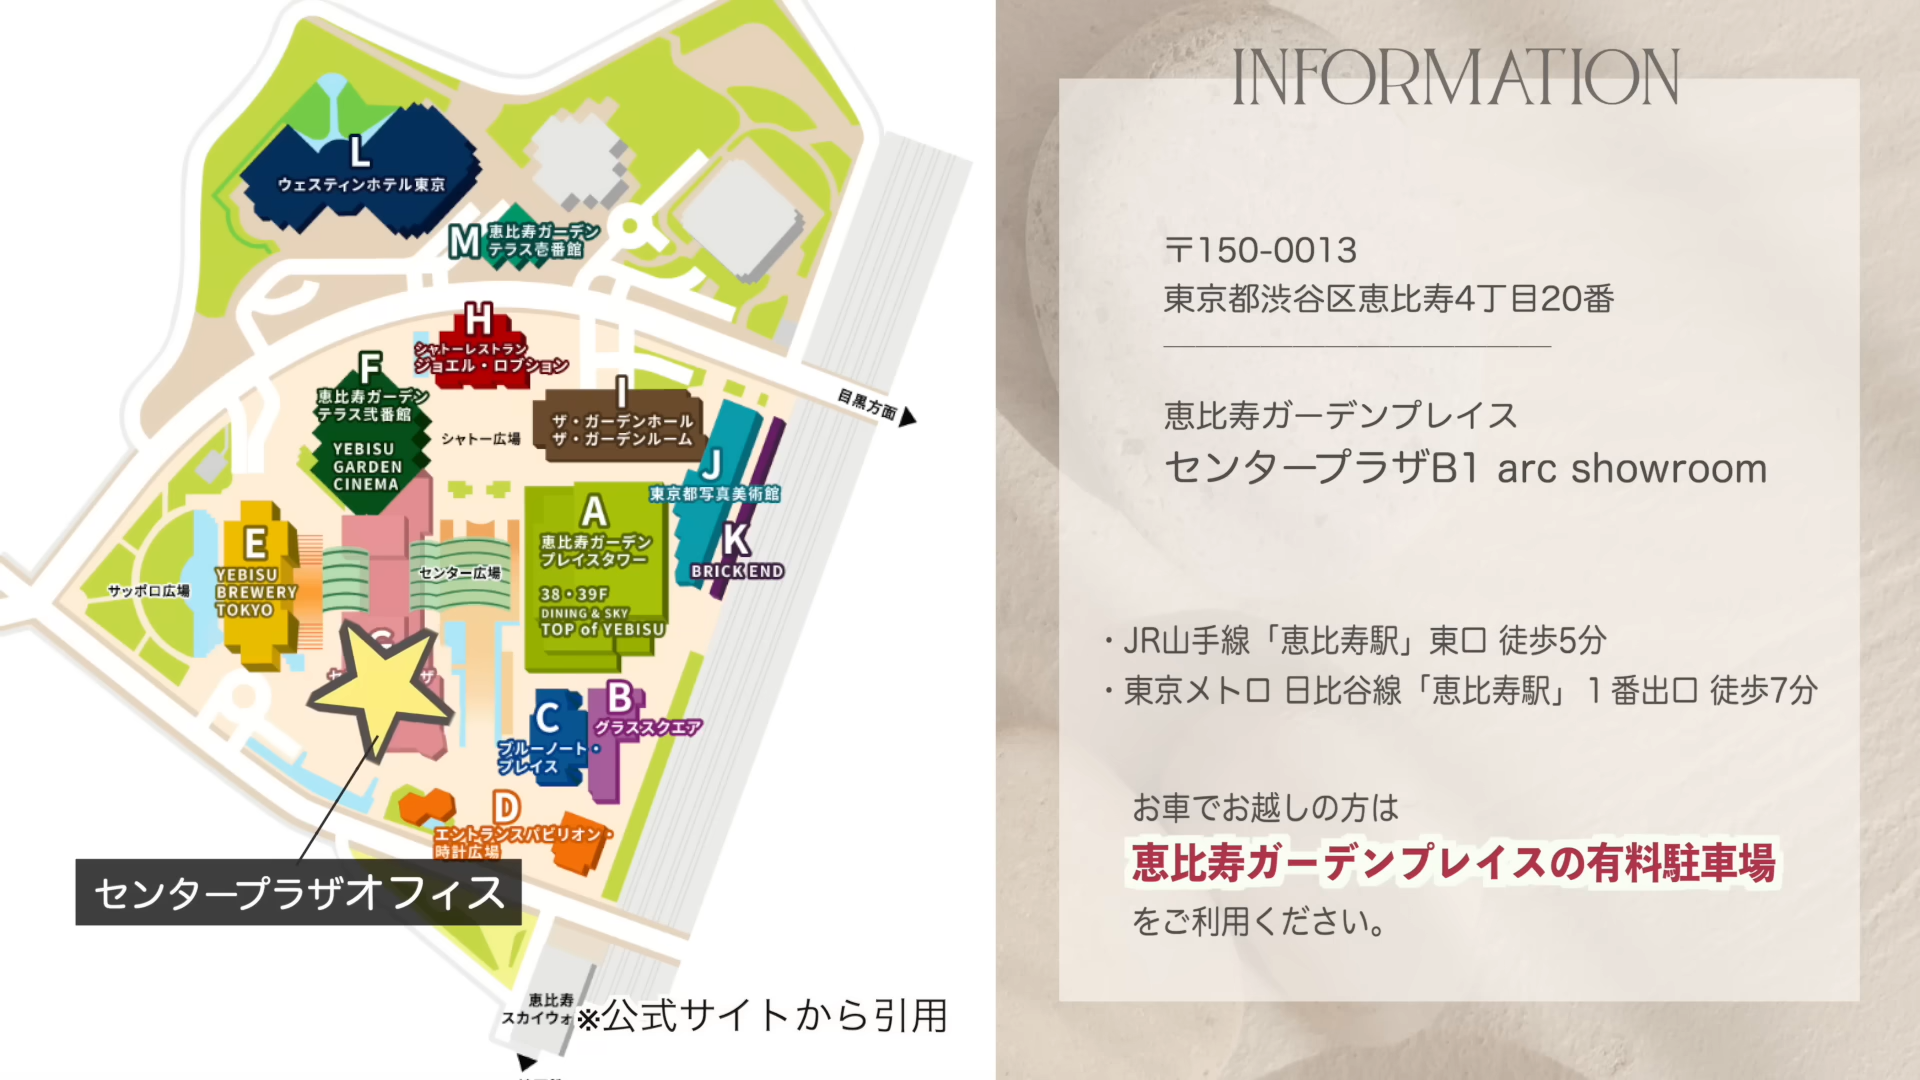 L
ウェスティンホテル東京
M
恵比寿ガーデン
テラス壱番館
H
シャトーレストラン
ジョエル・ロブション
F
恵比寿ガーデン
テラス弐番館
YEBISU
GARDEN
CINEMA
シャトー広場
I
ザ・ガーデンホール
ザ・ガーデンルーム
目黒方面
J
東京都写真美術館
K
BRICK END
A
恵比寿ガーデン
プレイスタワー
38・39F
DINING & SKY
TOP of YEBISU
E
YEBISU
BREWERY
TOKYO
サッポロ広場
センター広場
ザ
B
グラススクエア
C
ブルーノート・
プレイス
D
エントランスパビリオン・
時計広場
センタープラザオフィス
恵比寿
スカイウォ
※公式サイトから引用
INFORMATION
〒150-0013
東京都渋谷区恵比寿4丁目20番
恵比寿ガーデンプレイス
センタープラザB1 arc showroom
・JR山手線「恵比寿駅」東口 徒歩5分
・東京メトロ 日比谷線「恵比寿駅」１番出口 徒歩7分
お車でお越しの方は
恵比寿ガーデンプレイスの有料駐車場
をご利用ください。